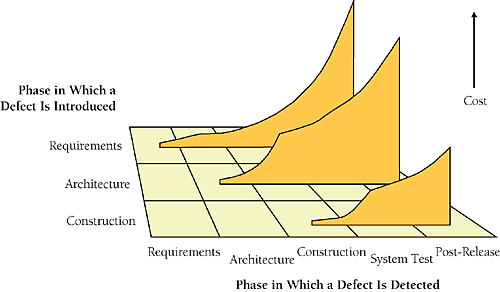 Phase in Which a
Defect Is Introduced
Cost
Requirements
Architecture
Construction
Requirements
Architecture
Construction
System Test
Post-Release
Phase in Which a Defect Is Detected